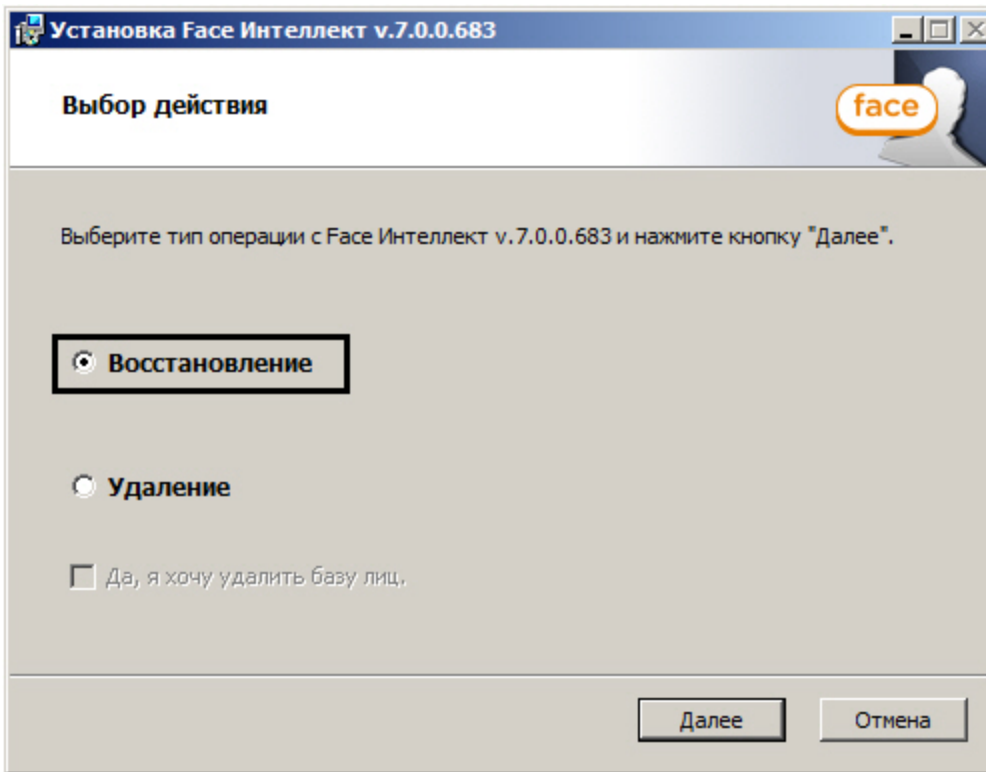 Установка Face Интеллект v.7.0.0.683
Выбор действия
face
Выберите тип операции с Face Интеллект v.7.0.0.683 и нажмите кнопку "Далее".
Восстановление
Удаление
Да, я хочу удалить базу лиц.
Далее
Отмена